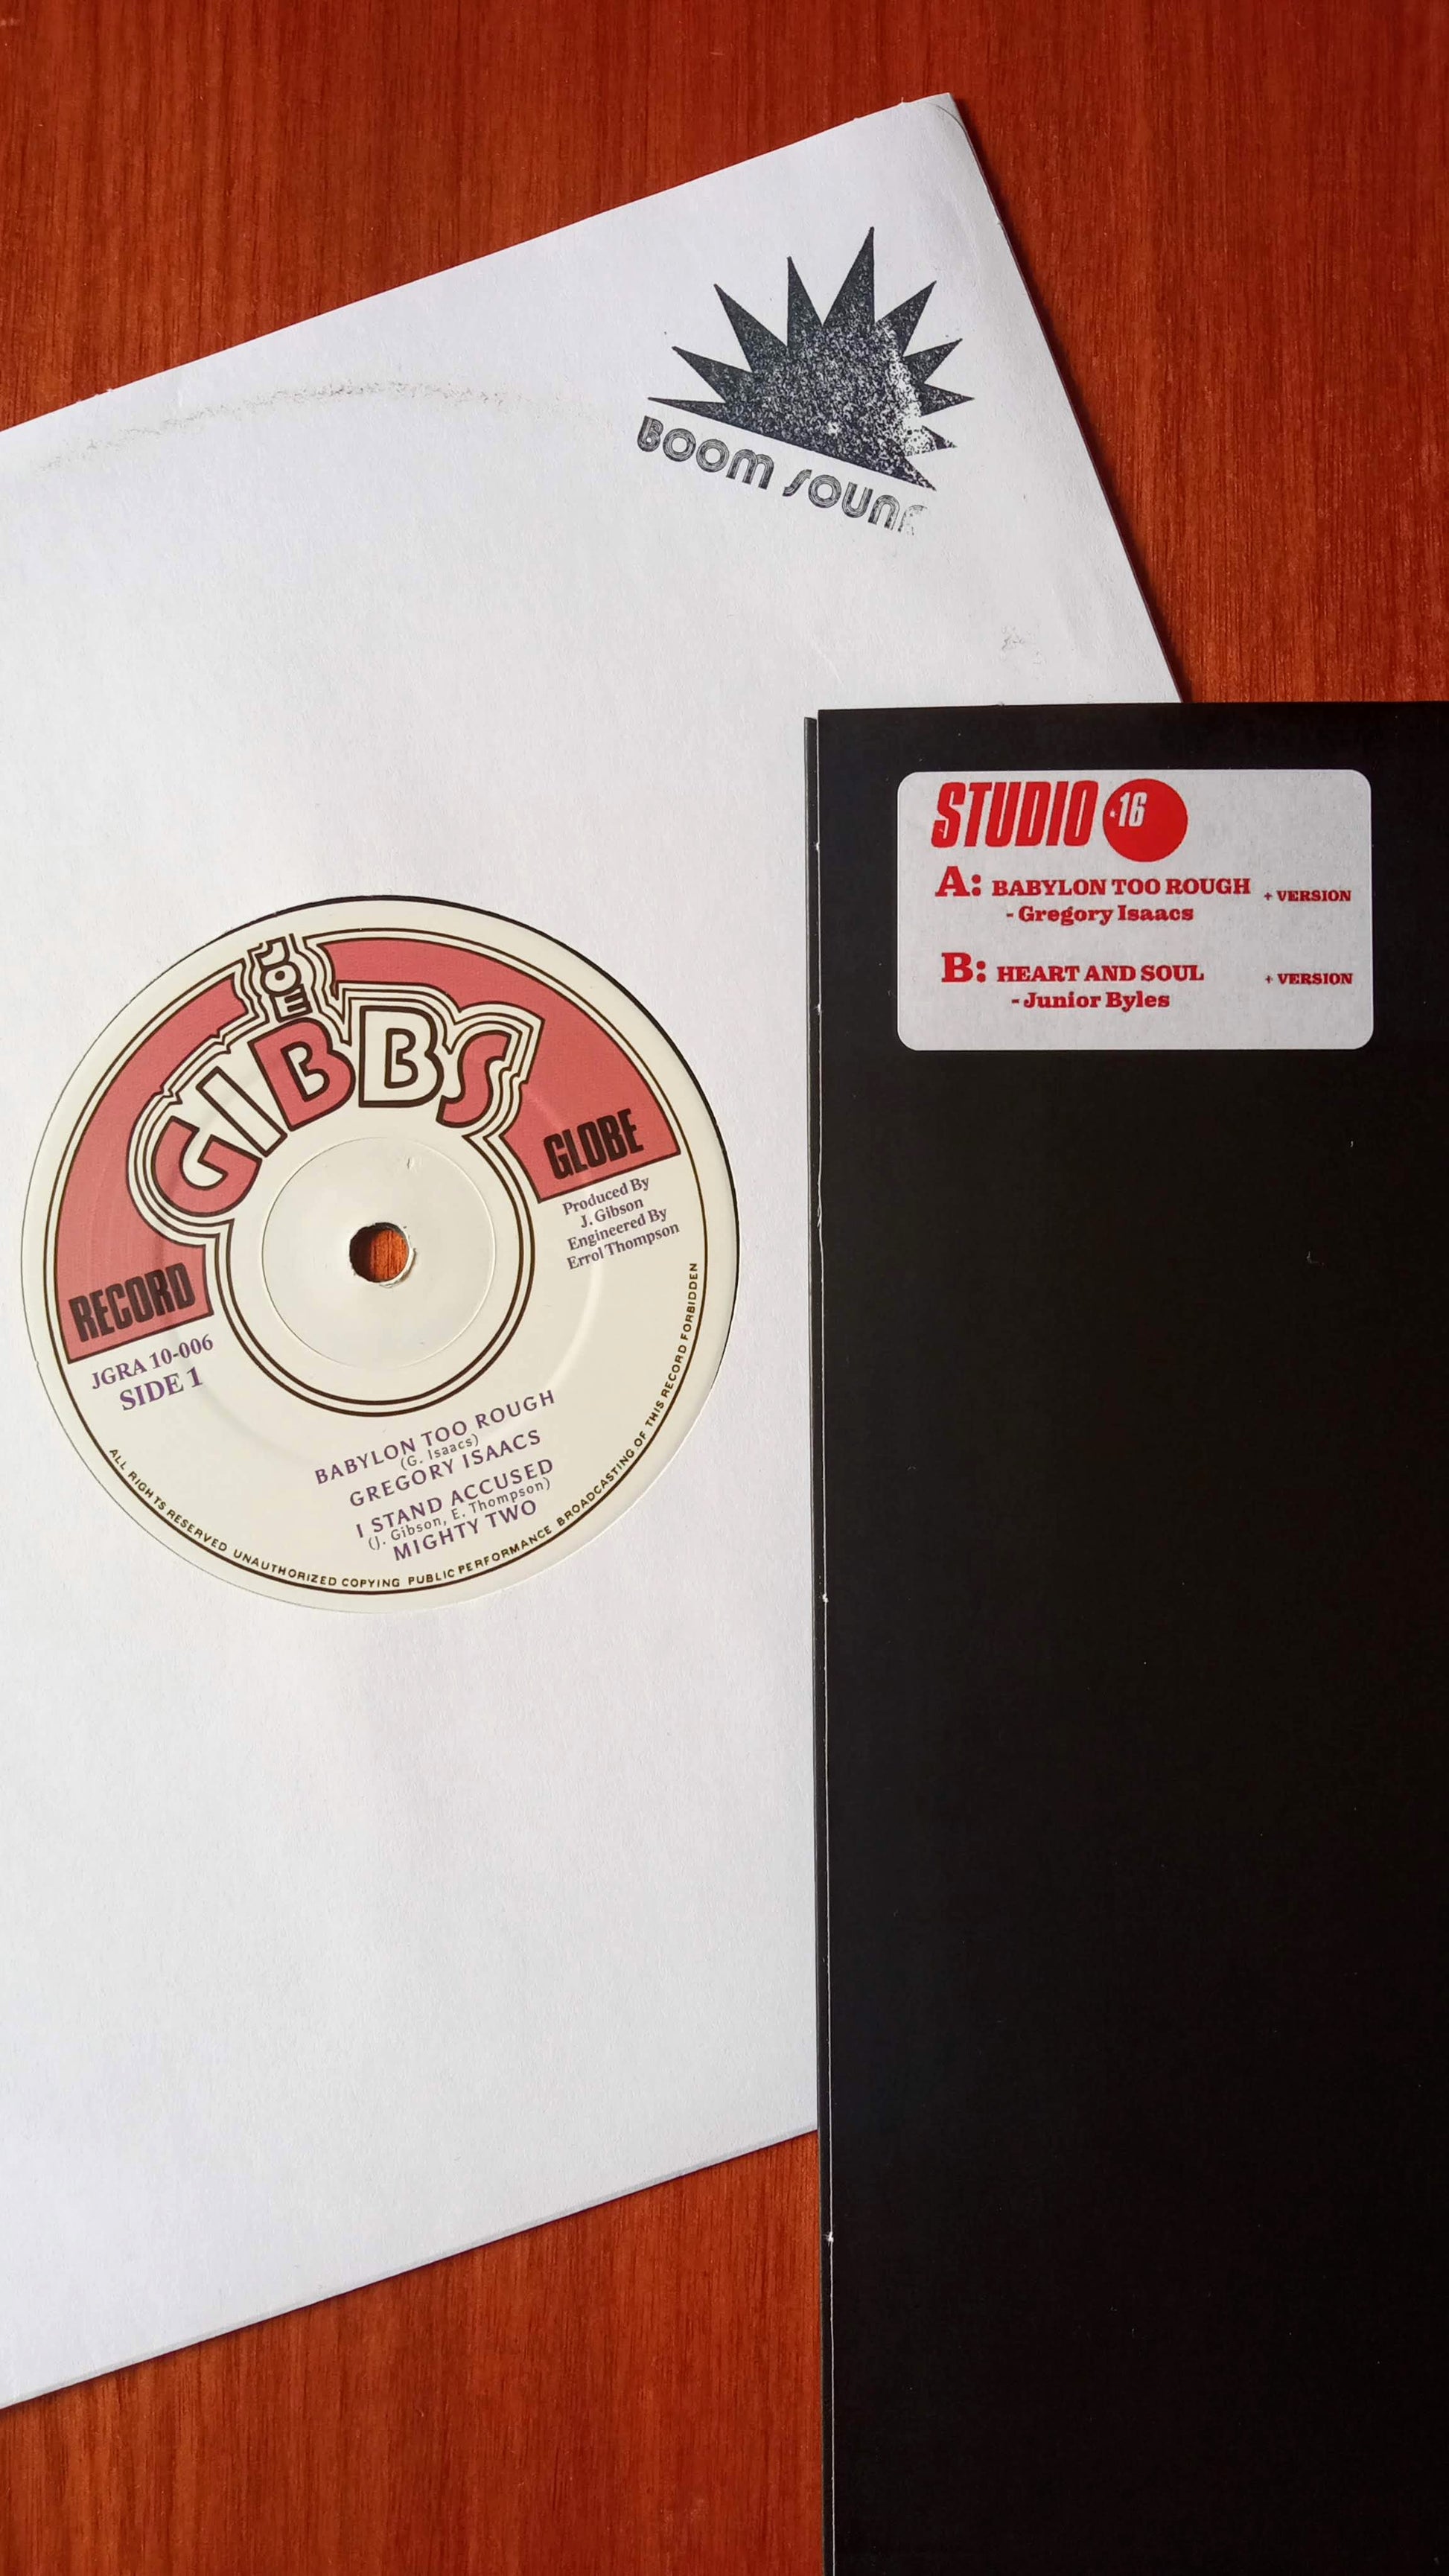 BOOM SOUN
STUDIO 16
A: BABYLON TOO ROUGH + VERSION
- Gregory Isaacs
B: HEART AND SOUL + VERSION
- Junior Byles
JOE
GIBBS
RECORD
GLOBE
Produced By
J. Gibson
Engineered By
Errol Thompson
JGRA 10-006
SIDE 1
BABYLON TOO ROUGH
(G. Isaacs)
GREGORY ISAACS
I STAND ACCUSED
(J. Gibson, E. Thompson)
MIGHTY TWO
ALL RIGHTS RESERVED UNAUTHORIZED COPYING PUBLIC PERFORMANCE BROADCASTING OF THIS RECORD FORBIDDEN